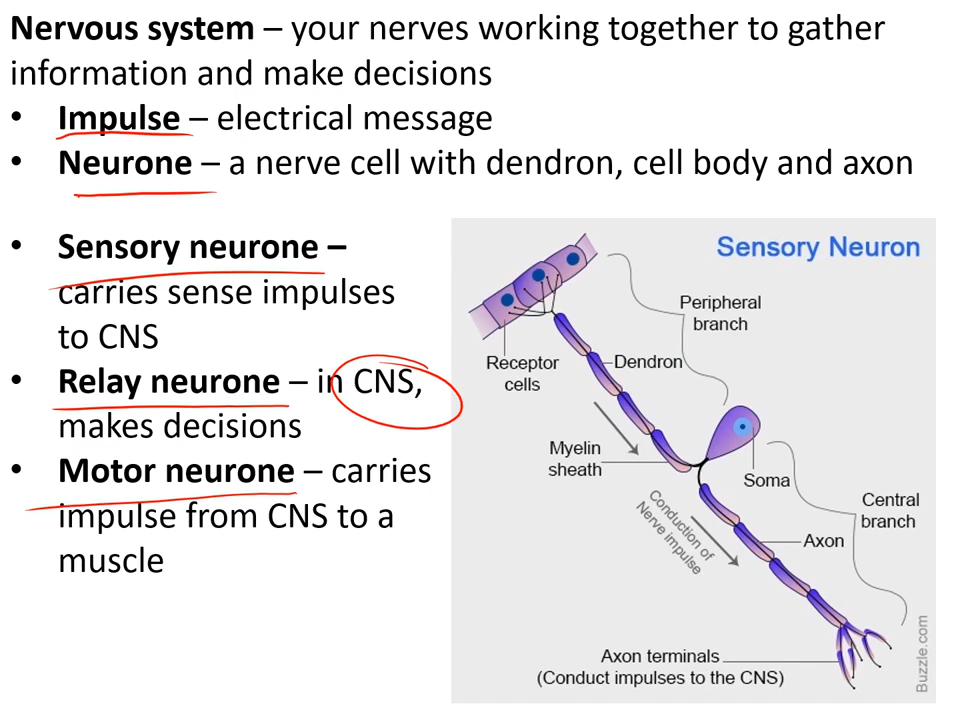 Nervous system – your nerves working together to gather
information and make decisions
• Impulse – electrical message
• Neurone – a nerve cell with dendron, cell body and axon
• Sensory neurone –
carries sense impulses
to CNS
• Relay neurone – in CNS,
makes decisions
• Motor neurone – carries
impulse from CNS to a
muscle
Sensory Neuron
Peripheral
branch
Receptor
cells
Dendron
Myelin
sheath
Soma
Central
branch
Conduction of
Nerve impulse
Axon
Axon terminals
(Conduct impulses to the CNS)
Buzzle.com